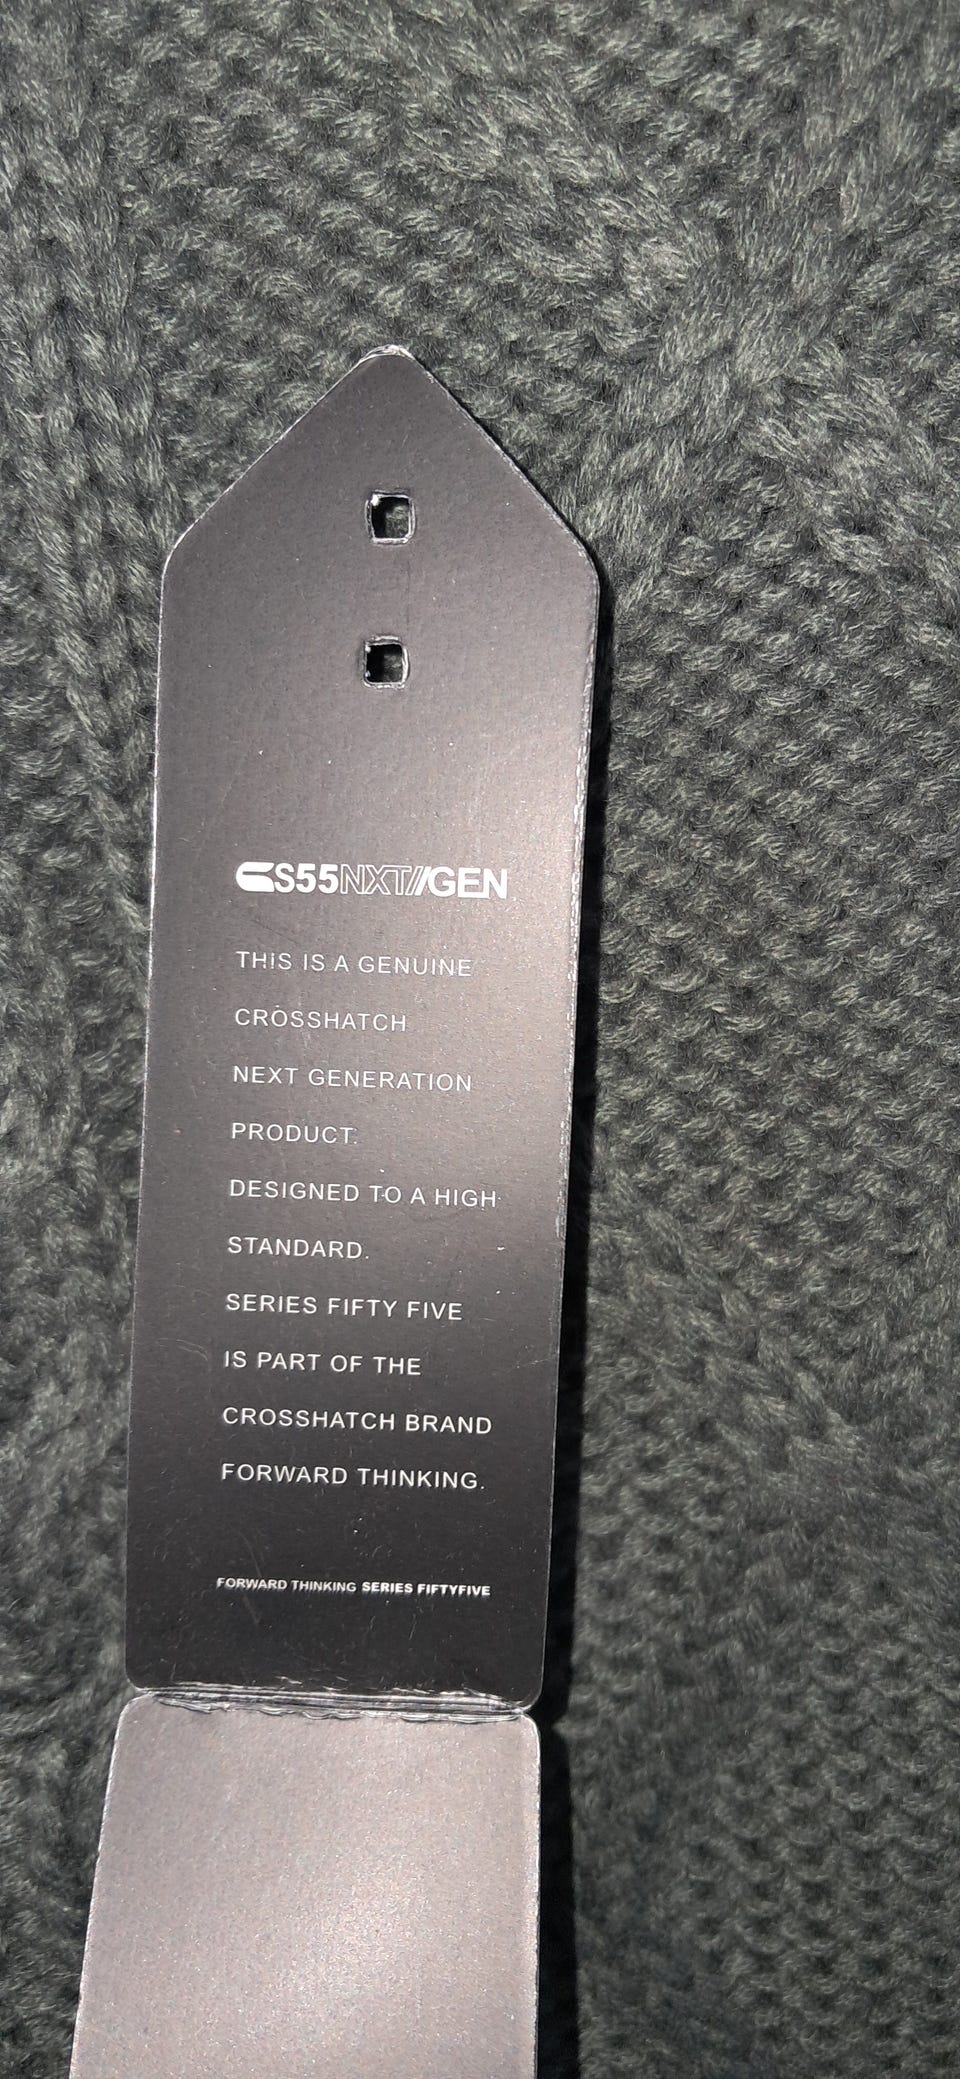 CS55NXT//GEN
THIS IS A GENUINE
CROSSHATCH
NEXT GENERATION
PRODUCT.
DESIGNED TO A HIGH
STANDARD.
SERIES FIFTY FIVE
IS PART OF THE
CROSSHATCH BRAND
FORWARD THINKING.
FORWARD THINKING SERIES FIFTYFIVE